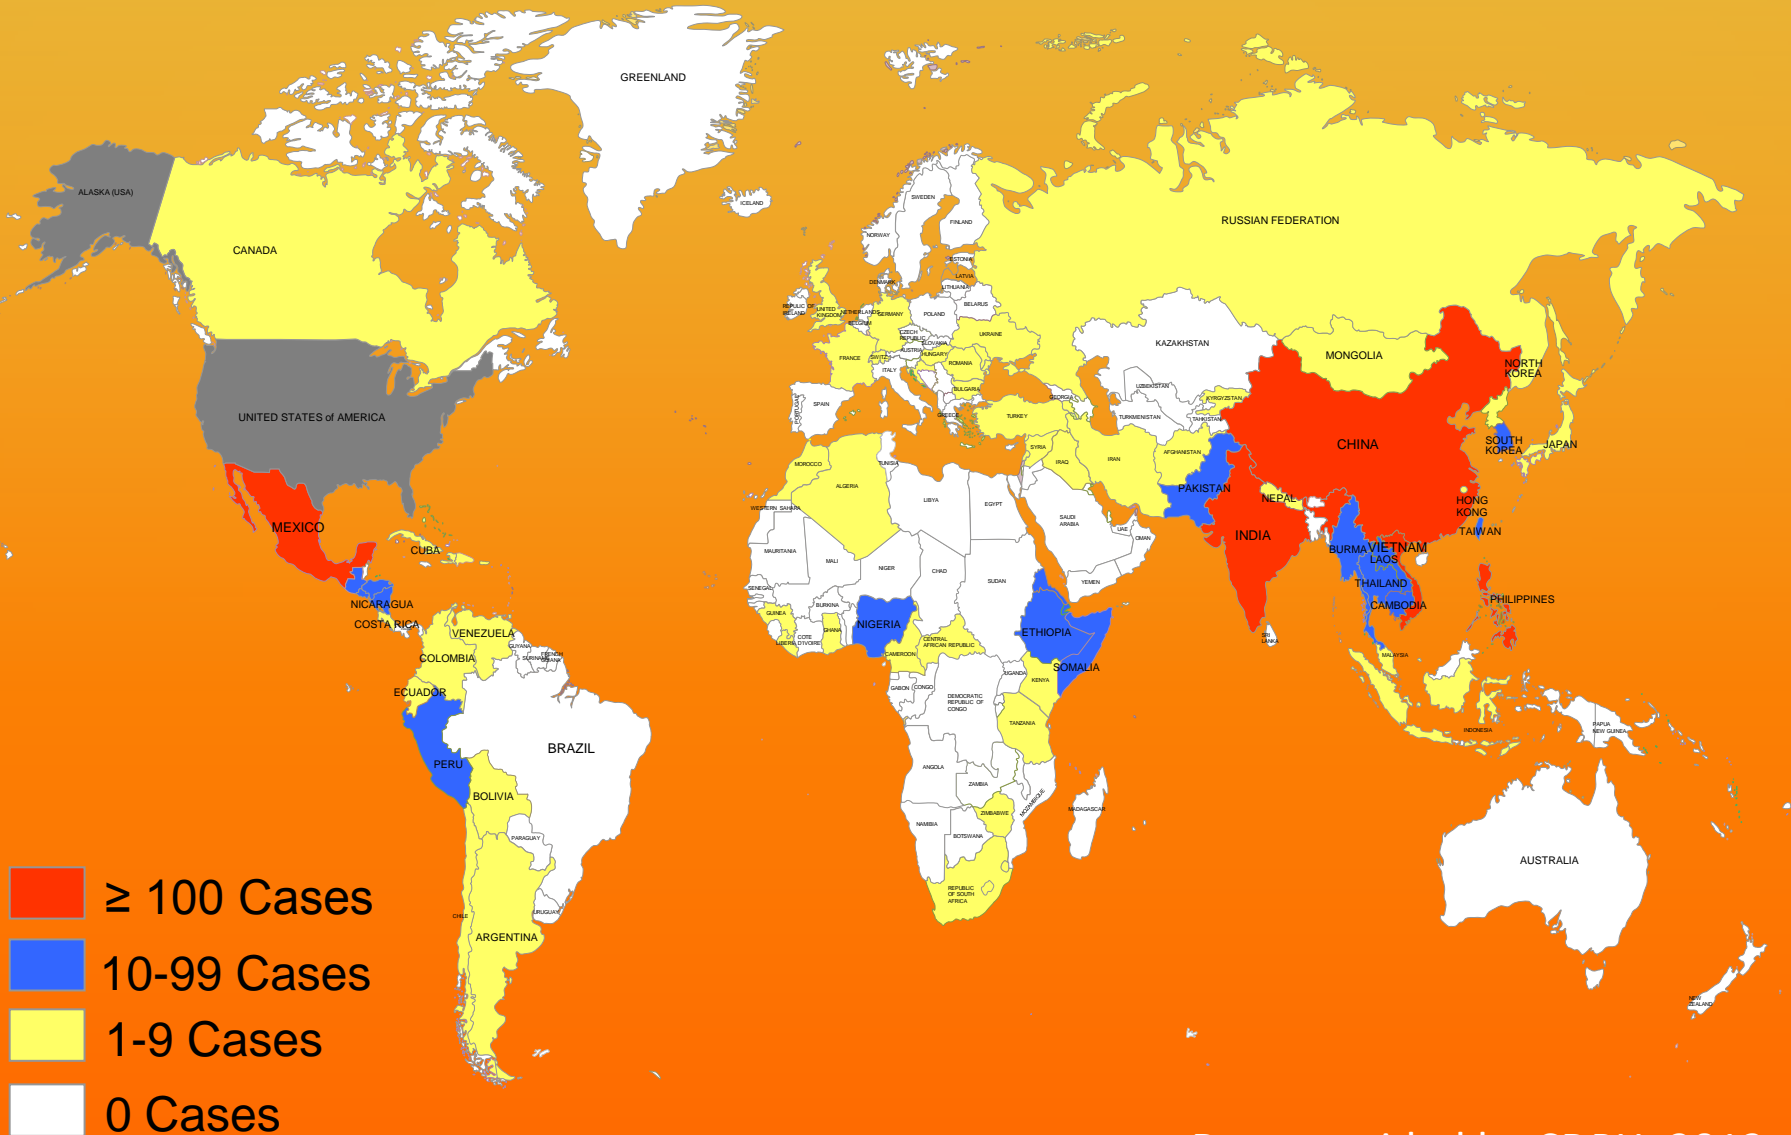 GREENLAND
ALASKA (USA)
ICELAND
SWEDEN
RUSSIAN FEDERATION
FINLAND
NORWAY
CANADA
ESTONIA
LATVIA
DENMARK
LITHUANIA
REPULIC OF
IRELAND
UNITED
KINGDOM
NETHERLANDS
BELGIUM
GERMANY
POLAND
BELARUS
CZECH
REPUBLIC
SLOVAKIA
UKRAINE
KAZAKHSTAN
FRANCE
SWITZ
AUSTRIA
HUNGARY
ROMANIA
MONGOLIA
NORTH
KOREA
ITALY
BULGARIA
UZBEKISTAN
KYRGYZSTAN
GEORGIA
PORTUGAL
SPAIN
GREECE
TURKEY
TURKMENISTAN
UNITED STATES of AMERICA
CHINA
SOUTH
KOREA
JAPAN
SYRIA
IRAQ
IRAN
AFGHANISTAN
MOROCCO
TUNISIA
ALGERIA
PAKISTAN
NEPAL
WESTERN SAHARA
LIBYA
EGYPT
SAUDI
ARABIA
UAE
OMAN
HONG
KONG
TAIWAN
MEXICO
INDIA
CUBA
MAURITANIA
MALI
NIGER
CHAD
SUDAN
YEMEN
BURMA
VIETNAM
LAOS
THAILAND
SENEGAL
BURKINA
NICARAGUA
CAMBODIA
PHILIPPINES
COSTA RICA
GUINEA
GHANA
NIGERIA
ETHIOPIA
VENEZUELA
COTE
D'IVOIRE
CENTRAL
AFRICAN REPUBLIC
SRI
LANKA
GUYANA
FRENCH
GUIANA
COLOMBIA
CAMEROON
MALAYSIA
SOMALIA
UGANDA
KENYA
ECUADOR
GABON
CONGO
DEMOCRATIC
REPUBLIC OF
CONGO
TANZANIA
PAPUA
NEW GUINEA
INDONESIA
BRAZIL
PERU
ANGOLA
BOLIVIA
ZAMBIA
MOZAMBIQUE
MADAGASCAR
ZIMBABWE
NAMIBIA
BOTSWANA
PARAGUAY
AUSTRALIA
REPUBLIC
OF SOUTH
AFRICA
≥ 100 Cases
CHILE
URUGUAY
ARGENTINA
10-99 Cases
NEW
ZEALAND
1-9 Cases
0 Cases